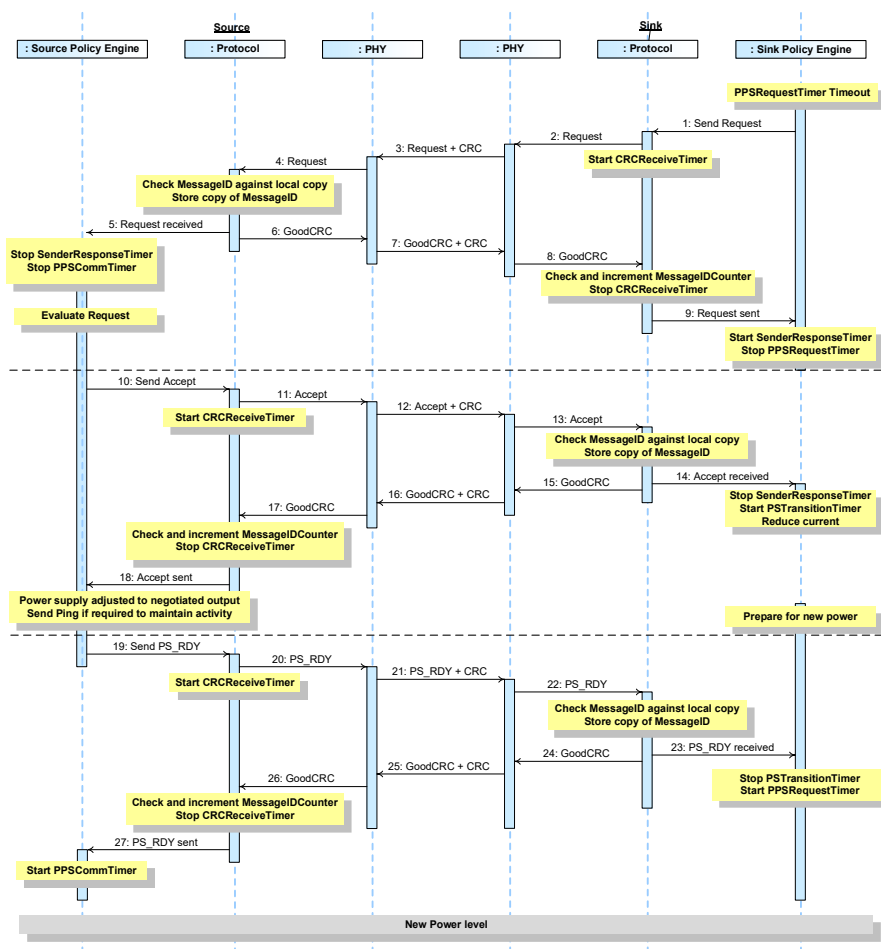 Source
Sink
: Source Policy Engine
: Protocol
: PHY
: PHY
: Protocol
: Sink Policy Engine
PPSRequestTimer Timeout
1: Send Request
2: Request
3: Request + CRC
Start CRCReceiveTimer
4: Request
Check MessageID against local copy
Store copy of MessageID
5: Request received
6: GoodCRC
7: GoodCRC + CRC
Stop SenderResponseTimer
Stop PPSCommTimer
8: GoodCRC
Check and increment MessageIDCounter
Stop CRCReceiveTimer
Evaluate Request
9: Request sent
Start SenderResponseTimer
Stop PPSRequestTimer
10: Send Accept
11: Accept
Start CRCReceiveTimer
12: Accept + CRC
13: Accept
Check MessageID against local copy
Store copy of MessageID
14: Accept received
15: GoodCRC
16: GoodCRC + CRC
Stop SenderResponseTimer
Start PSTransitionTimer
Reduce current
17: GoodCRC
Check and increment MessageIDCounter
Stop CRCReceiveTimer
18: Accept sent
Power supply adjusted to negotiated output
Send Ping if required to maintain activity
Prepare for new power
19: Send PS_RDY
20: PS_RDY
Start CRCReceiveTimer
21: PS_RDY + CRC
22: PS_RDY
Check MessageID against local copy
Store copy of MessageID
23: PS_RDY received
24: GoodCRC
25: GoodCRC + CRC
Stop PSTransitionTimer
Start PPSRequestTimer
26: GoodCRC
Check and increment MessageIDCounter
Stop CRCReceiveTimer
27: PS_RDY sent
Start PPSCommTimer
New Power level